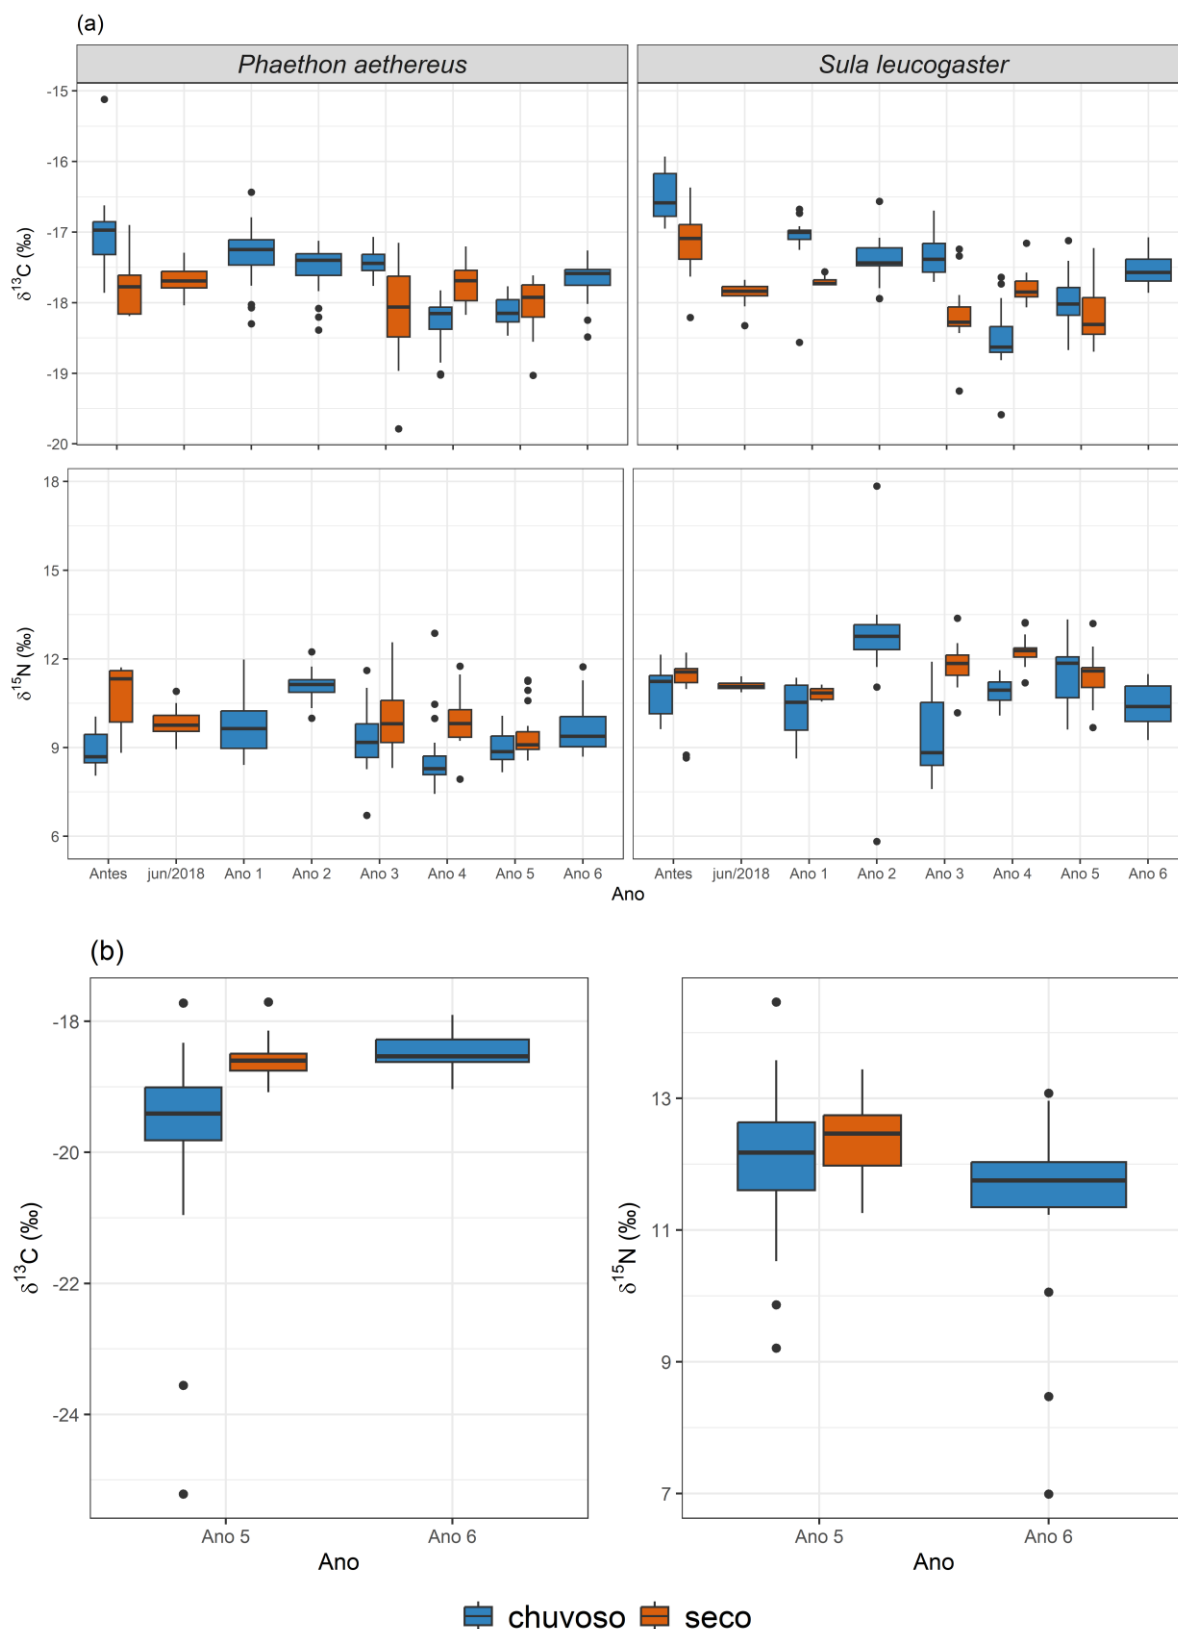 (a)
Phaethon aethereus
Sula leucogaster
δ13C (‰)
-15
-16
-17
-18
-19
-20
δ15N (‰)
18
15
12
9
6
Antes jun/2018 Ano 1 Ano 2 Ano 3 Ano 4 Ano 5 Ano 6
Antes jun/2018 Ano 1 Ano 2 Ano 3 Ano 4 Ano 5 Ano 6
Ano
(b)
δ13C (‰)
-18
-20
-22
-24
Ano 5 Ano 6
Ano
δ15N (‰)
13
11
9
7
Ano 5 Ano 6
Ano
chuvoso seco